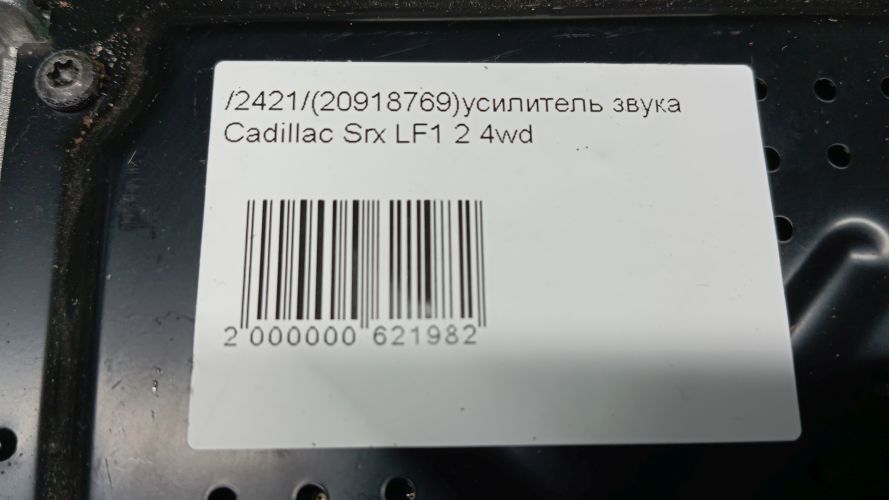 /2421/(20918769)усилитель звука
Cadillac Srx LF1 2 4wd
2 000000 621982